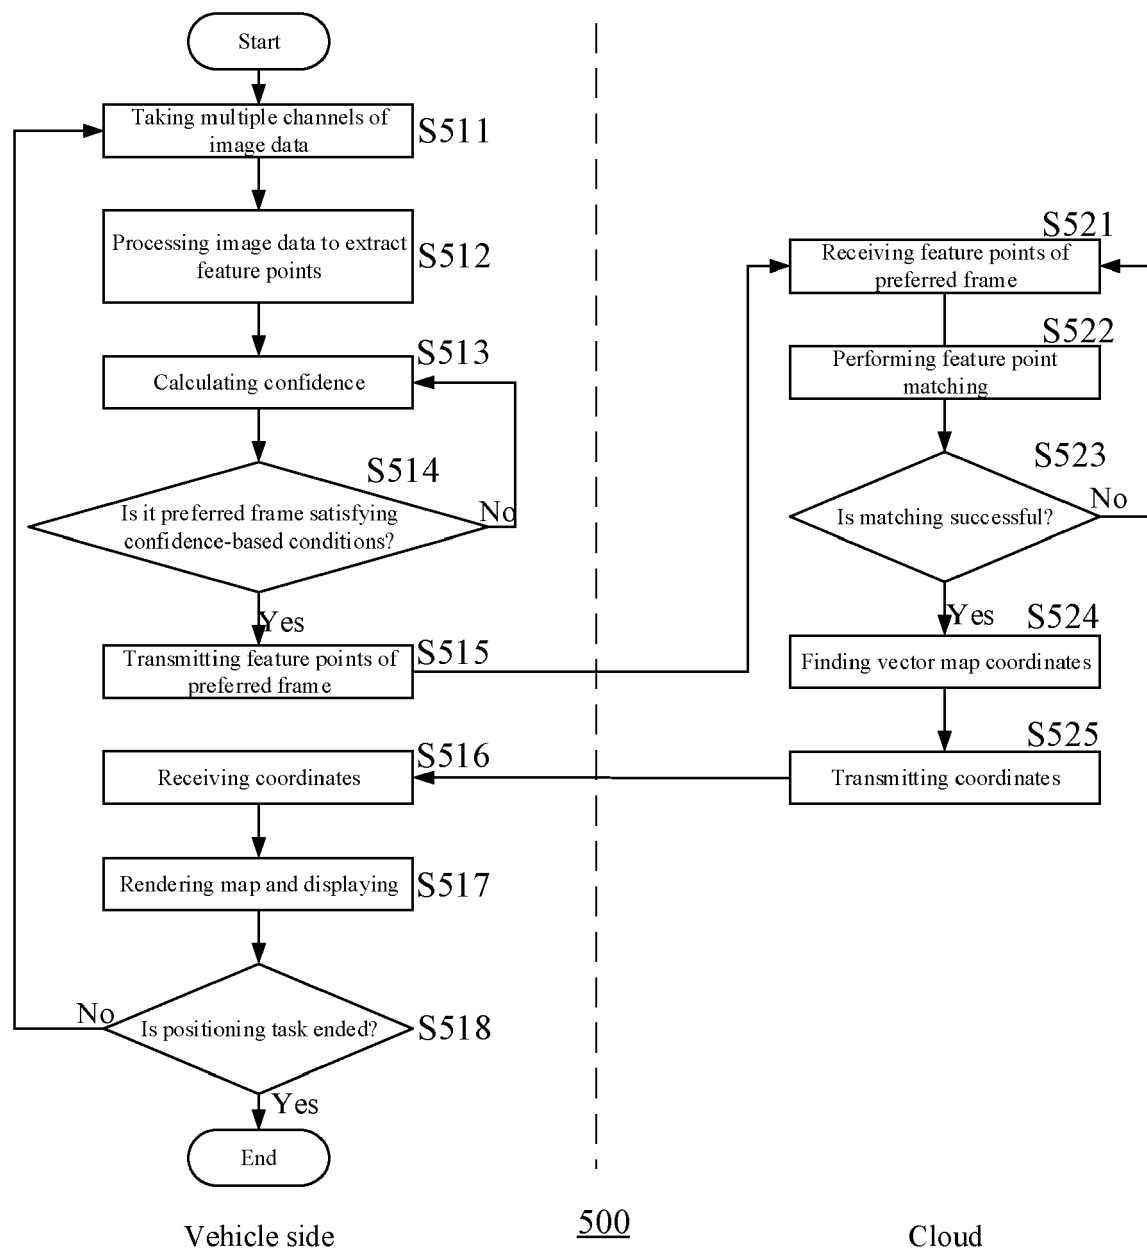 Start
Taking multiple channels of
image data
S511
Processing image data to extract
feature points
S512
S513
Calculating confidence
S514
Is it preferred frame satisfying
confidence-based conditions?
No
Yes
Transmitting feature points of
preferred frame
S515
S516
Receiving coordinates
Rendering map and displaying
S517
No
Is positioning task ended?
S518
Yes
End
Vehicle side
S521
Receiving feature points of
preferred frame
S522
Performing feature point
matching
S523
Is matching successful?
No
Yes
S524
Finding vector map coordinates
S525
Transmitting coordinates
500
Cloud